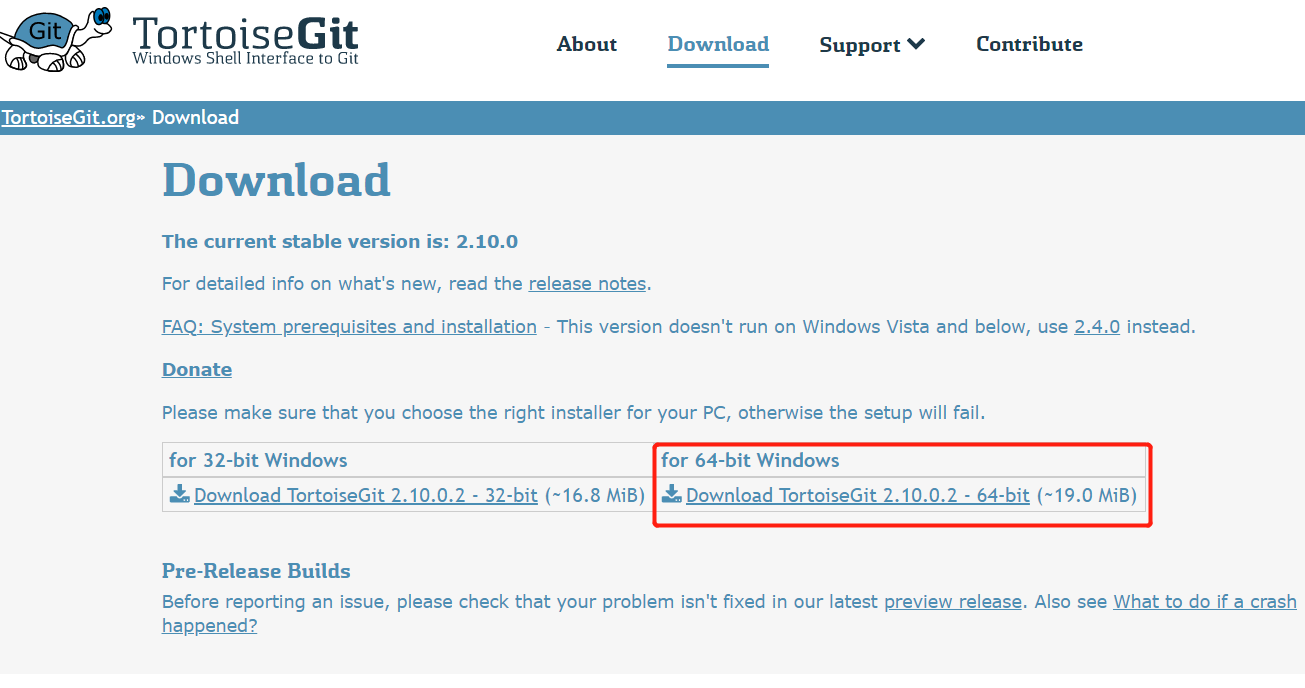 Git
TortoiseGit
Windows Shell Interface to Git
About Download Support Contribute
TortoiseGit.org» Download
Download
The current stable version is: 2.10.0
For detailed info on what's new, read the release notes.
FAQ: System prerequisites and installation - This version doesn't run on Windows Vista and below, use 2.4.0 instead.
Donate
Please make sure that you choose the right installer for your PC, otherwise the setup will fail.
for 32-bit Windows for 64-bit Windows
Download TortoiseGit 2.10.0.2 - 32-bit (~16.8 MiB) Download TortoiseGit 2.10.0.2 - 64-bit (~19.0 MiB)
Pre-Release Builds
Before reporting an issue, please check that your problem isn't fixed in our latest preview release. Also see What to do if a crash
happened?